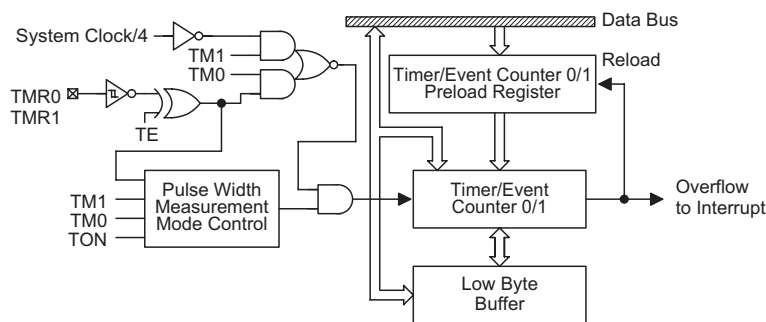 Data Bus
System Clock/4
TM1
TM0
Timer/Event Counter 0/1
Preload Register
Reload
TMR0
TMR1
TE
Pulse Width
Measurement
Mode Control
TM1
TM0
TON
Timer/Event
Counter 0/1
Overflow
to Interrupt
Low Byte
Buffer